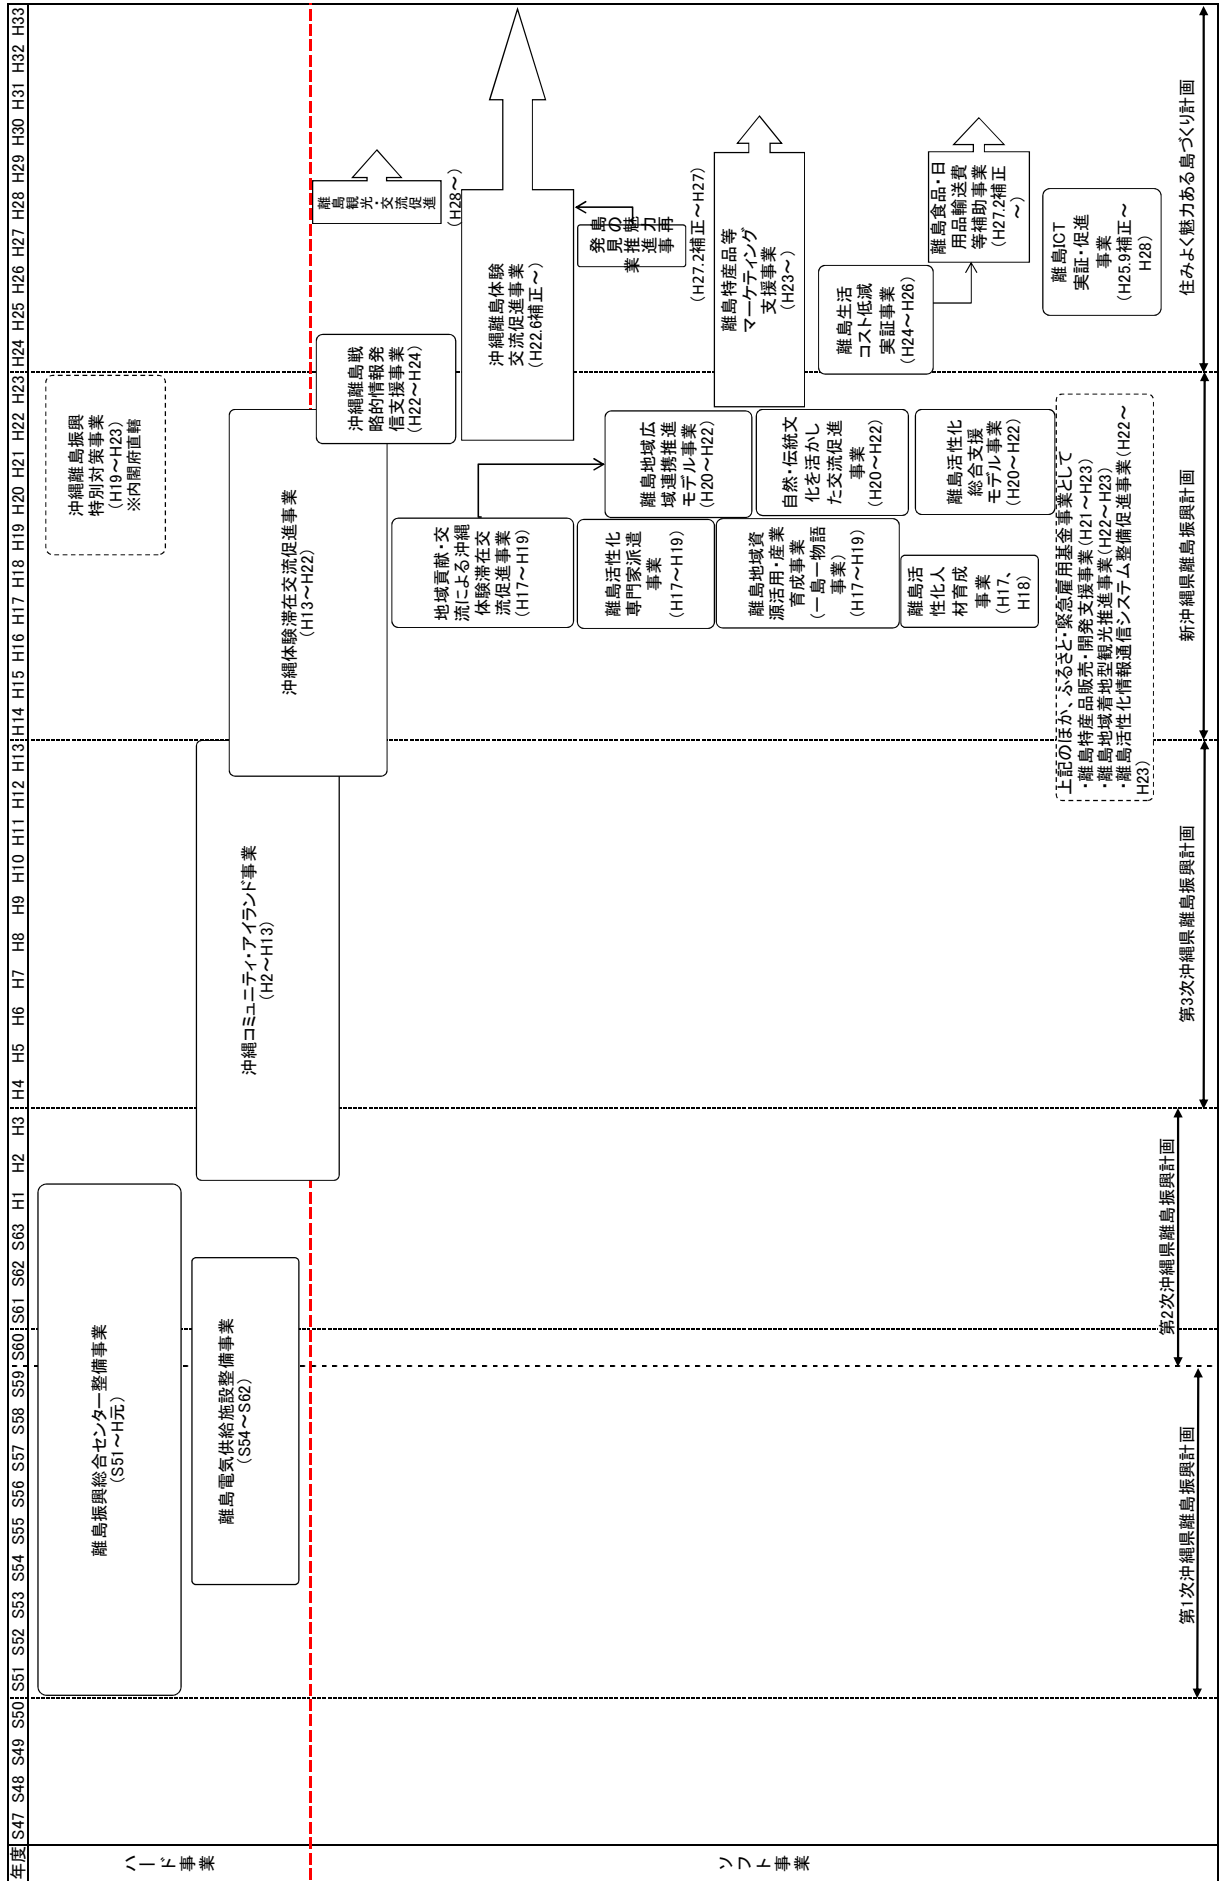 年度 S47 S48 S49 S50 S51 S52 S53 S54 S55 S56 S57 S58 S59 S60 S61 S62 S63 H1 H2 H3 H4 H5 H6 H7 H8 H9 H10 H11 H12 H13 H14 H15 H16 H17 H18 H19 H20 H21 H22 H23 H24 H25 H26 H27 H28 H29 H30 H31 H32 H33
ハード事業
離島振興総合センター整備事業
(S51～H元)
離島電気供給施設整備事業
(S54～S62)
沖縄コミュニティ・アイランド事業
(H2～H13)
沖縄体験滞在交流促進事業
(H13～H22)
沖縄離島振興
特別対策事業
(H19～H23)
※内閣府直轄
ソフト事業
沖縄離島戦
略的情報発
信支援事業
(H22～H24)
離島
観光・交流
促進
(H28～)
地域貢献・交
流による沖縄
体験滞在交
流促進事業
(H17～H19)
沖縄離島体験
交流促進事業
(H22.6補正～)
離島活性化
専門家派遣
事業
(H17～H19)
離島地域広
域連携推進
モデル事業
(H20～H22)
島の魅力再
発見推進事
業
(H27.2補正～H27)
離島地域資
源活用・産業
育成事業
(一島一物語
事業)
(H17～H19)
自然・伝統文
化を活かし
た交流促進
事業
(H20～H22)
離島特産品等
マーケティング
支援事業
(H23～)
離島活
性化人
材育成
事業
(H17、
H18)
離島活性化
総合支援
モデル事業
(H20～H22)
離島生活
コスト低減
実証事業
(H24～H26)
離島食品・日
用品輸送費
等補助事業
(H27.2補正
～)
離島ICT
実証・促進
事業
(H25.9補正～
H28)
上記のほか、ふるさと・緊急雇用基金事業として
・離島特産品販売・開発支援事業(H21～H23)
・離島地域着地型観光推進事業(H22～H23)
・離島活性化情報通信システム整備促進事業(H22～
H23)
第1次沖縄県離島振興計画
第2次沖縄県離島振興計画
第3次沖縄県離島振興計画
新沖縄県離島振興計画
住みよく魅力ある島づくり計画